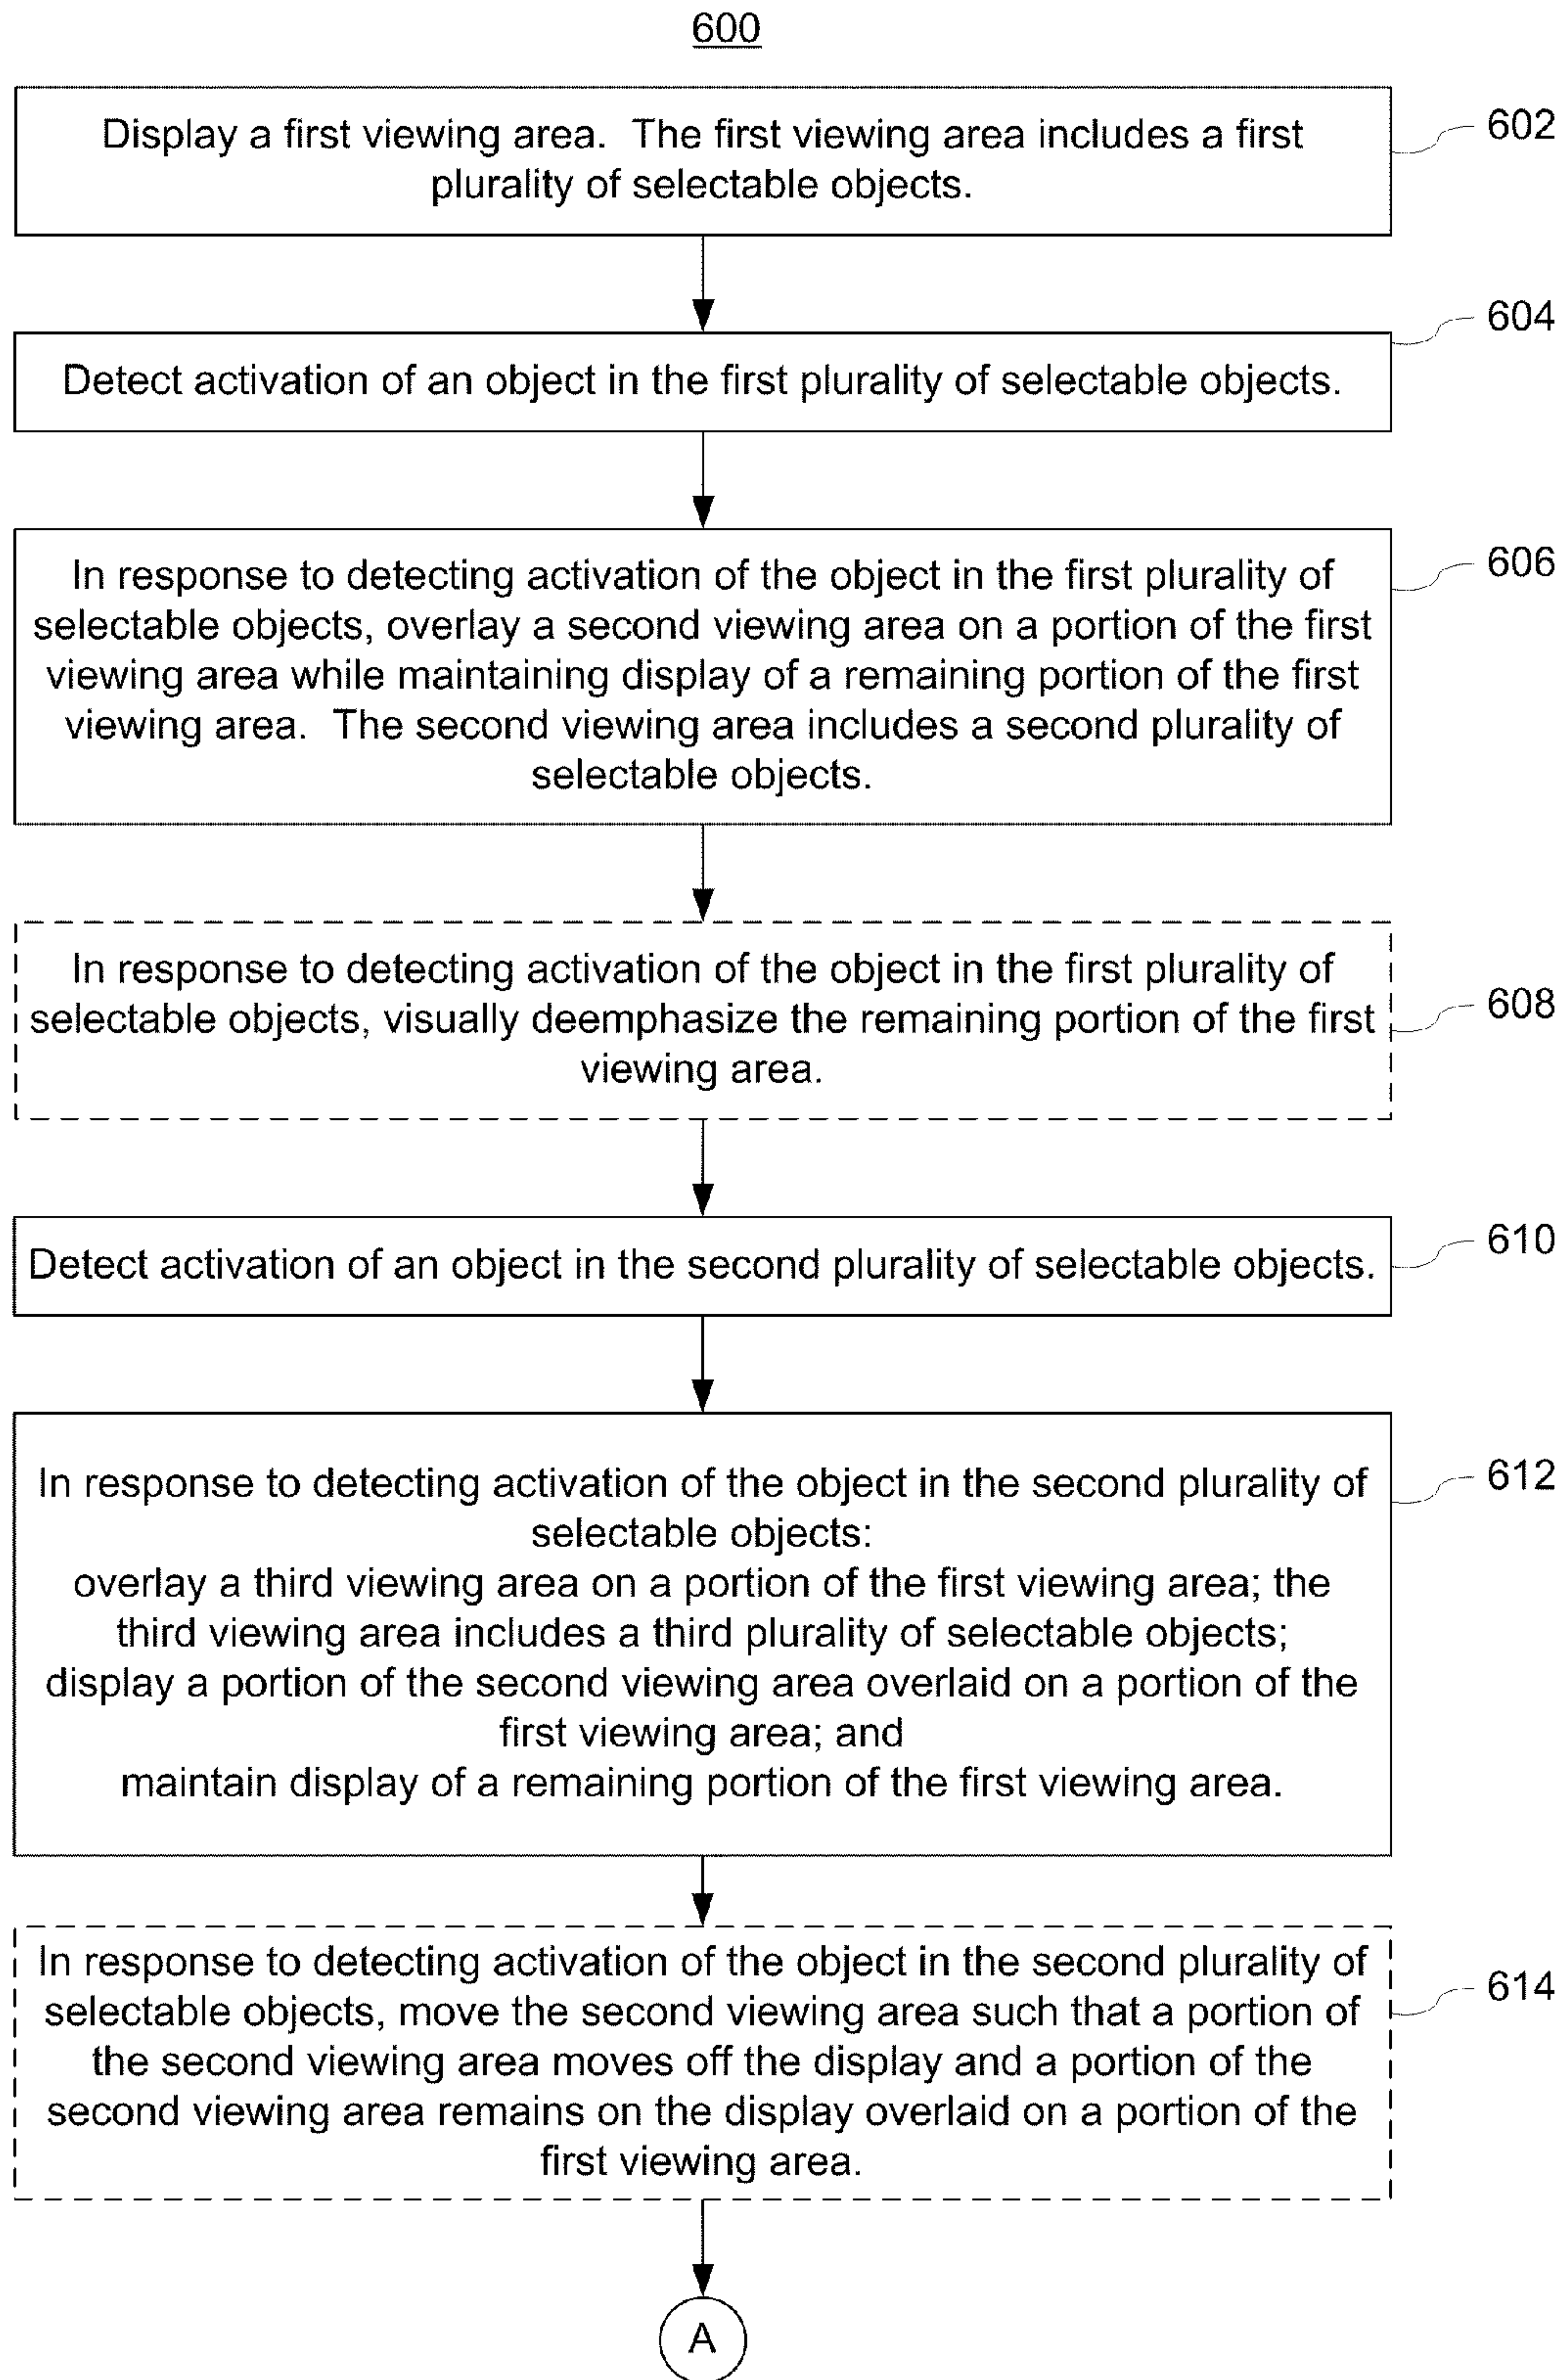 600
Display a first viewing area. The first viewing area includes a first
plurality of selectable objects.
602
Detect activation of an object in the first plurality of selectable objects.
604
In response to detecting activation of the object in the first plurality of
selectable objects, overlay a second viewing area on a portion of the first
viewing area while maintaining display of a remaining portion of the first
viewing area. The second viewing area includes a second plurality of
selectable objects.
606
In response to detecting activation of the object in the first plurality of
selectable objects, visually deemphasize the remaining portion of the first
viewing area.
608
Detect activation of an object in the second plurality of selectable objects.
610
In response to detecting activation of the object in the second plurality of
selectable objects:
overlay a third viewing area on a portion of the first viewing area; the
third viewing area includes a third plurality of selectable objects;
display a portion of the second viewing area overlaid on a portion of the
first viewing area; and
maintain display of a remaining portion of the first viewing area.
612
In response to detecting activation of the object in the second plurality of
selectable objects, move the second viewing area such that a portion of
the second viewing area moves off the display and a portion of the
second viewing area remains on the display overlaid on a portion of the
first viewing area.
614
A